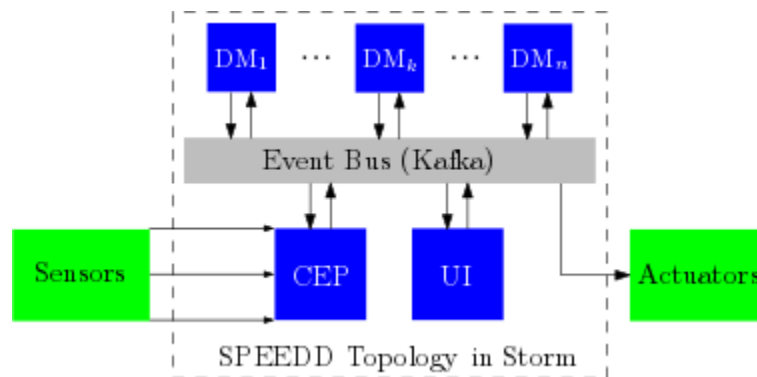 DM₁ ⋯ DMₖ ⋯ DMₙ
Event Bus (Kafka)
Sensors
CEP
UI
Actuators
SPEEDD Topology in Storm